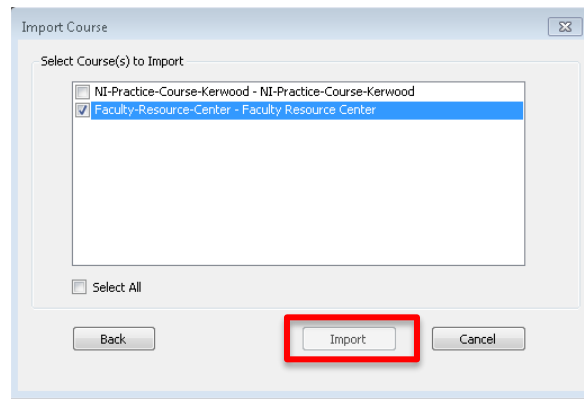 Import Course
Select Course(s) to Import
NI-Practice-Course-Kerwood - NI-Practice-Course-Kerwood
Faculty-Resource-Center - Faculty Resource Center
Select All
Back Import Cancel